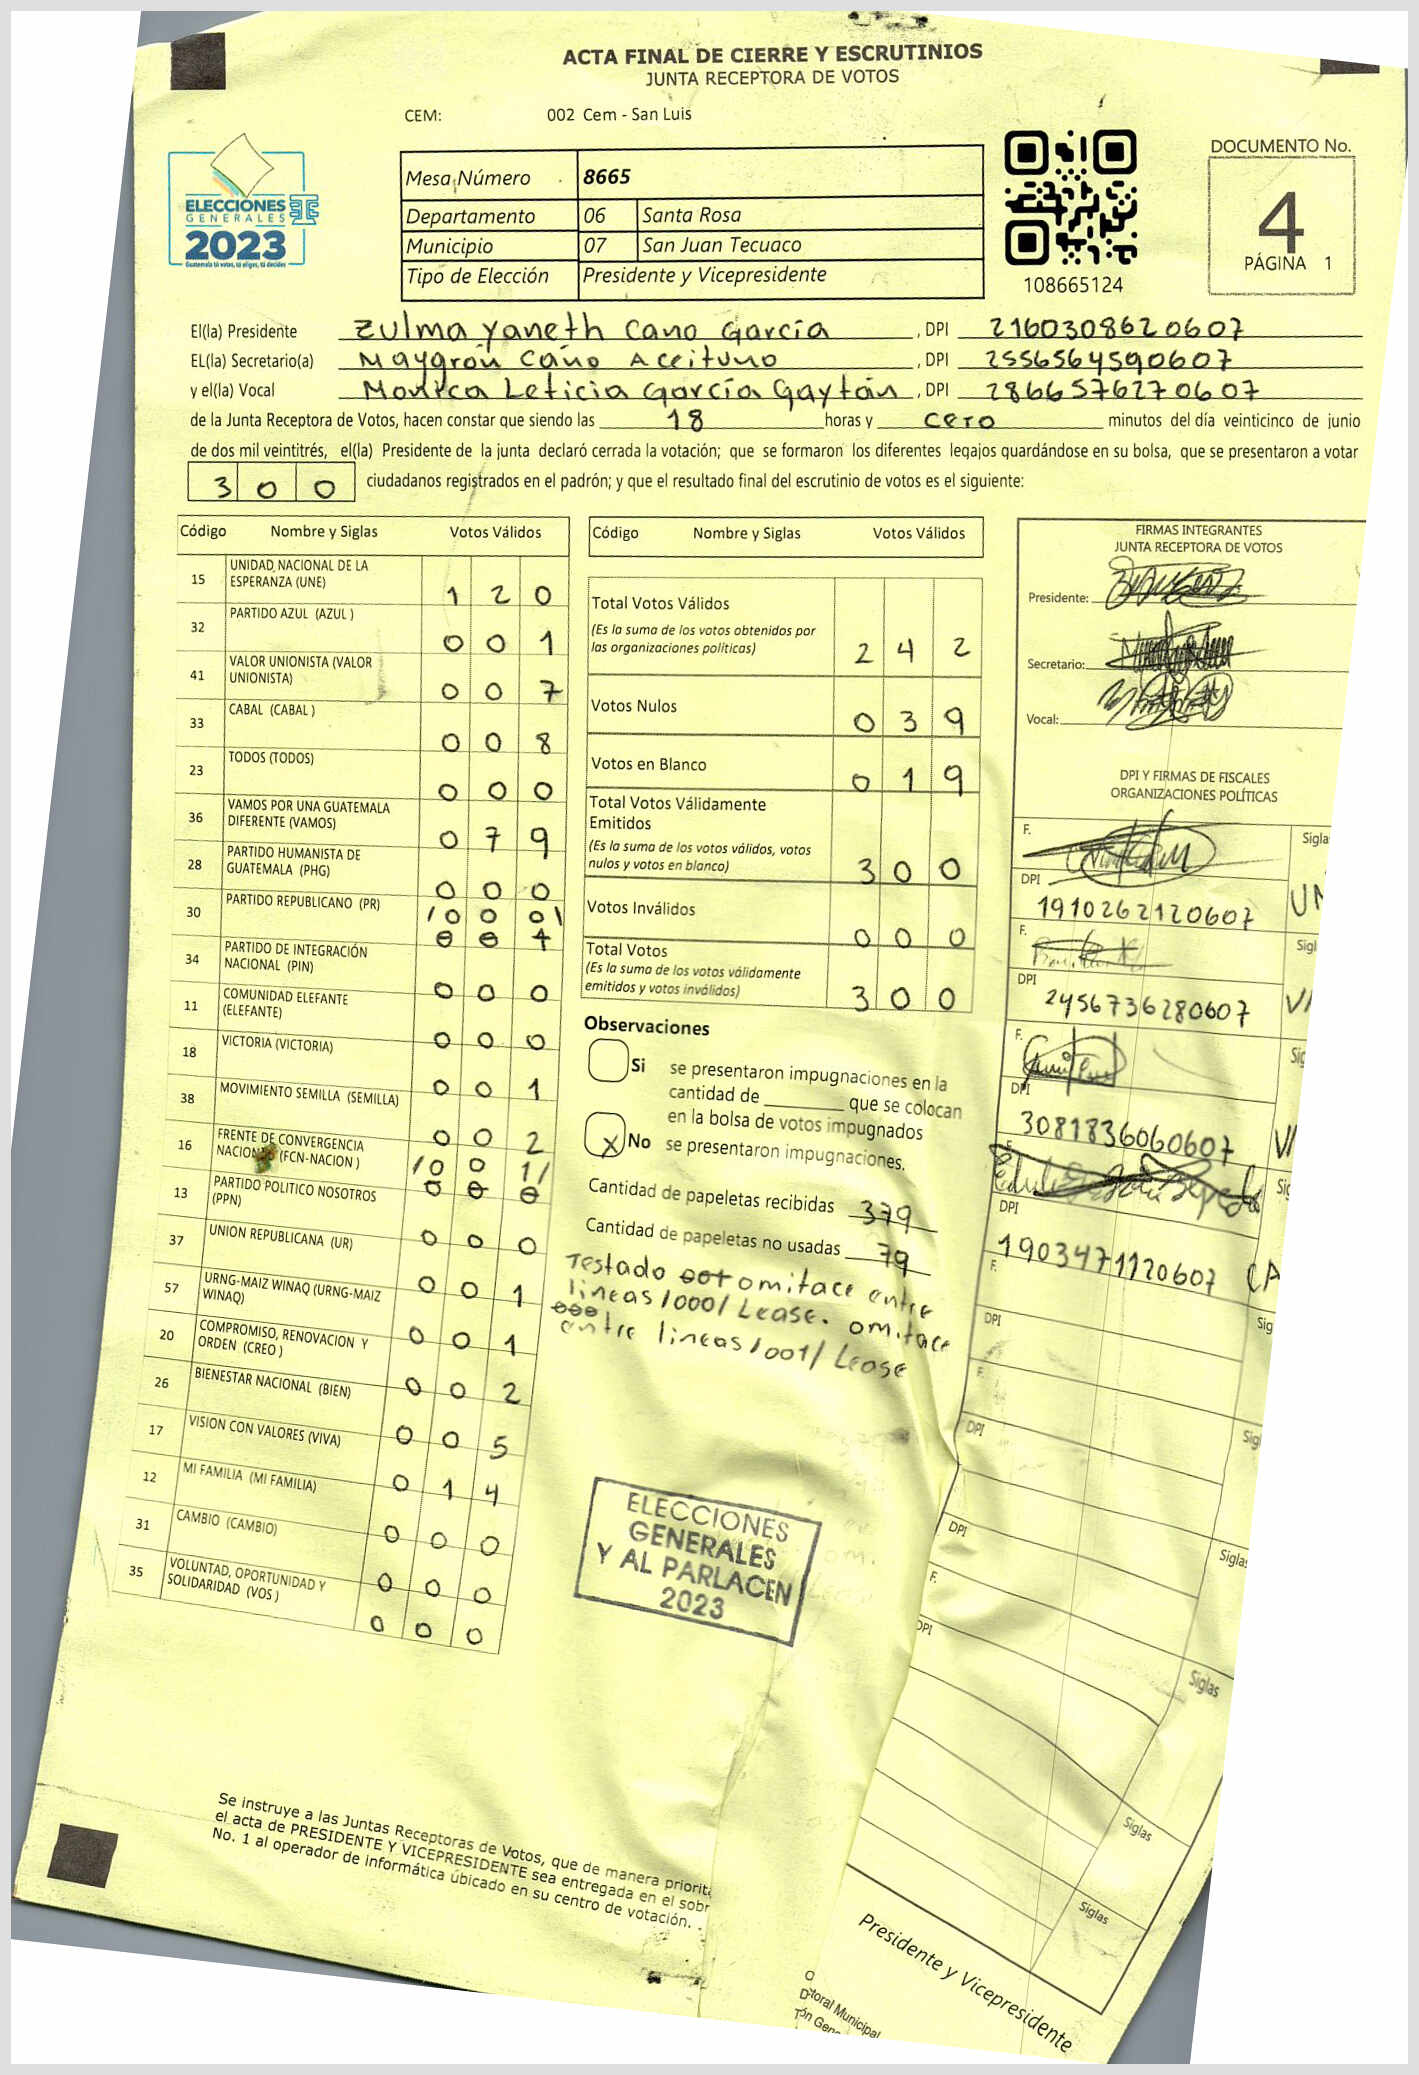 ACTA FINAL DE CIERRE Y ESCRUTINIOS
JUNTA RECEPTORA DE VOTOS
CEM: 002 Cem - San Luis
ELECCIONES
GENERALES
2023
Guatemala tú votas, tú eliges, tú decides
Mesa Número 8665
Departamento 06 Santa Rosa
Municipio 07 San Juan Tecuaco
Tipo de Elección Presidente y Vicepresidente
108665124
DOCUMENTO No.
4
PÁGINA 1
El(la) Presidente Zulma Yaneth Cano García, DPI 2160308620607
EL(la) Secretario(a) Maygron Cano Aceituno, DPI 2556564590607
y el(la) Vocal Monica Leticia García Gaytán, DPI 2866576270607
de la Junta Receptora de Votos, hacen constar que siendo las 18 horas y cero minutos del día veinticinco de junio
de dos mil veintitrés, el(la) Presidente de la junta declaró cerrada la votación; que se formaron los diferentes legajos guardándose en su bolsa, que se presentaron a votar
300 ciudadanos registrados en el padrón; y que el resultado final del escrutinio de votos es el siguiente:
Código Nombre y Siglas Votos Válidos
15 UNIDAD NACIONAL DE LA ESPERANZA (UNE) 1 2 0
32 PARTIDO AZUL (AZUL ) 0 0 1
41 VALOR UNIONISTA (VALOR UNIONISTA) 0 0 7
33 CABAL (CABAL ) 0 0 8
23 TODOS (TODOS) 0 0 0
36 VAMOS POR UNA GUATEMALA DIFERENTE (VAMOS) 0 7 9
28 PARTIDO HUMANISTA DE GUATEMALA (PHG) 0 0 0
30 PARTIDO REPUBLICANO (PR) /0 0 0\
0 0 1
34 PARTIDO DE INTEGRACIÓN NACIONAL (PIN) 0 0 0
11 COMUNIDAD ELEFANTE (ELEFANTE) 0 0 0
18 VICTORIA (VICTORIA) 0 0 1
38 MOVIMIENTO SEMILLA (SEMILLA) 0 0 2
16 FRENTE DE CONVERGENCIA NACIONAL (FCN-NACION ) /0 0 1/
0 0 0
13 PARTIDO POLITICO NOSOTROS (PPN) 0 0 0
37 UNION REPUBLICANA (UR) 0 0 1
57 URNG-MAIZ WINAQ (URNG-MAIZ WINAQ) 0 0 1
20 COMPROMISO, RENOVACION Y ORDEN (CREO ) 0 0 2
26 BIENESTAR NACIONAL (BIEN) 0 0 5
17 VISION CON VALORES (VIVA) 0 1 4
12 MI FAMILIA (MI FAMILIA) 0 0 0
31 CAMBIO (CAMBIO) 0 0 0
35 VOLUNTAD, OPORTUNIDAD Y SOLIDARIDAD (VOS ) 0 0 0
Código Nombre y Siglas Votos Válidos
Total Votos Válidos
(Es la suma de los votos obtenidos por
las organizaciones políticas) 2 4 2
Votos Nulos 0 3 9
Votos en Blanco 0 1 9
Total Votos Válidamente
Emitidos
(Es la suma de los votos válidos, votos
nulos y votos en blanco) 3 0 0
Votos Inválidos 0 0 0
Total Votos
(Es la suma de los votos válidamente
emitidos y votos inválidos) 3 0 0
Observaciones
Si se presentaron impugnaciones en la
cantidad de ________ que se colocan
en la bolsa de votos impugnados
X No se presentaron impugnaciones.
Cantidad de papeletas recibidas 379
Cantidad de papeletas no usadas 79
Testado 001 omitace entre
lineas /000/ Lease. omitace
000
entre lineas /001/ Lease
ELECCIONES
GENERALES
Y AL PARLACEN
2023
FIRMAS INTEGRANTES
JUNTA RECEPTORA DE VOTOS
Presidente:
Secretario:
Vocal:
DPI Y FIRMAS DE FISCALES
ORGANIZACIONES POLÍTICAS
F. Sigla
DPI
1910262120607 UN
F. Sigl
DPI
2456736280607 VA
F. Sig
DPI
3081836060607 VI
F. Sig
DPI
1903471120607 CA
F.
DPI Sig
F.
DPI Sigl
DPI Siglas
F.
DPI Siglas
Siglas
Siglas
Se instruye a las Juntas Receptoras de Votos, que de manera priorita
el acta de PRESIDENTE Y VICEPRESIDENTE sea entregada en el sobr
No. 1 al operador de informática úbicado en su centro de votación.
Presidente y Vicepresidente
ctoral Municipal